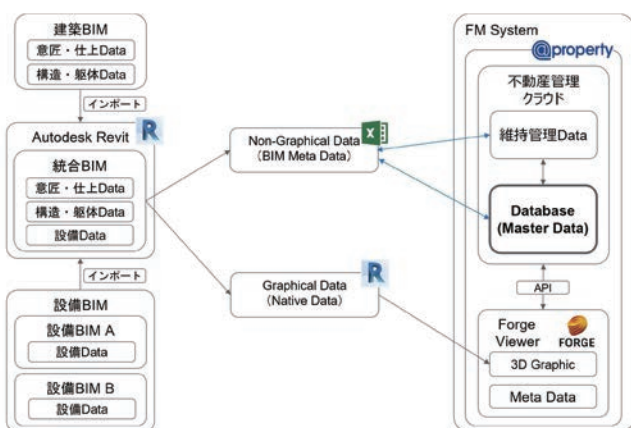 建築BIM
意匠・仕上Data
構造・躯体Data
インポート
Autodesk Revit
R
統合BIM
意匠・仕上Data
構造・躯体Data
設備Data
インポート
設備BIM
設備BIM A
設備Data
設備BIM B
設備Data
X
Non-Graphical Data
（BIM Meta Data）
R
Graphical Data
（Native Data）
FM System
@property
不動産管理
クラウド
維持管理Data
Database
(Master Data)
API
Forge
Viewer
FORGE
3D Graphic
Meta Data